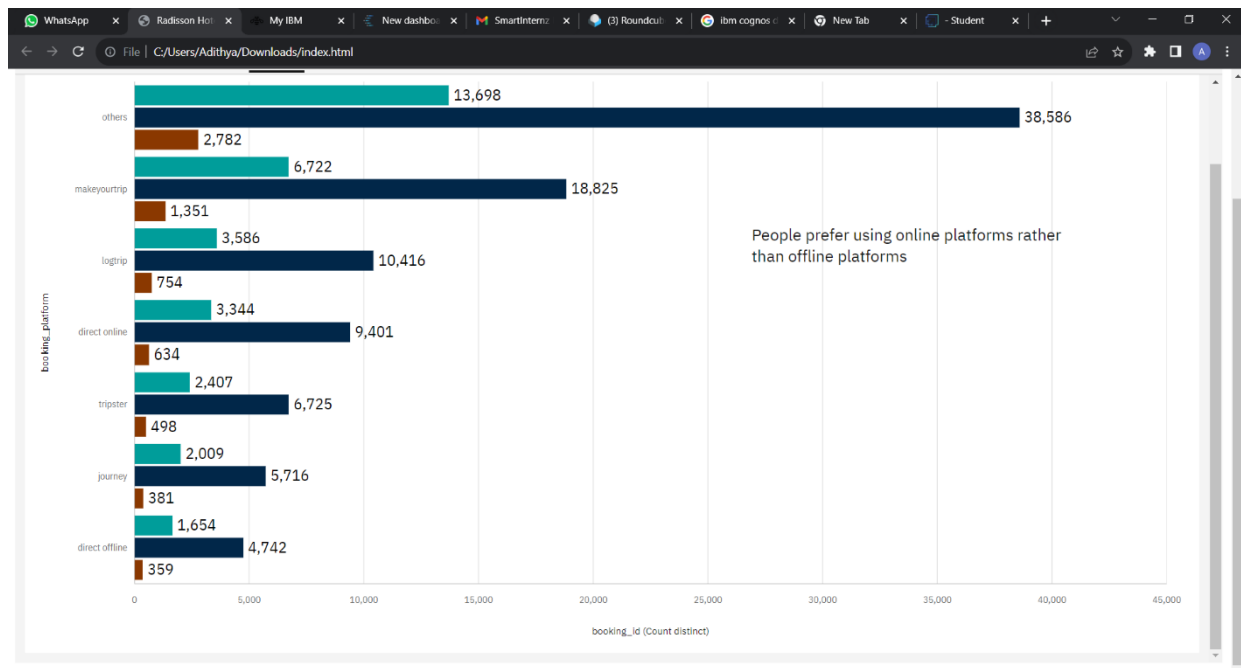 WhatsApp
Radisson Hot
My IBM
New dashboa
SmartInternz
(3) Roundcub
ibm cognos d
New Tab
- Student
File | C:/Users/Adithya/Downloads/index.html
A
13,698
others
38,586
2,782
6,722
makeyourtrip
18,825
1,351
3,586
logtrip
10,416
754
People prefer using online platforms rather
than offline platforms
booking_platform
3,344
direct online
9,401
634
2,407
tripster
6,725
498
2,009
journey
5,716
381
1,654
direct offline
4,742
359
0 5,000 10,000 15,000 20,000 25,000 30,000 35,000 40,000 45,000
booking_id (Count distinct)